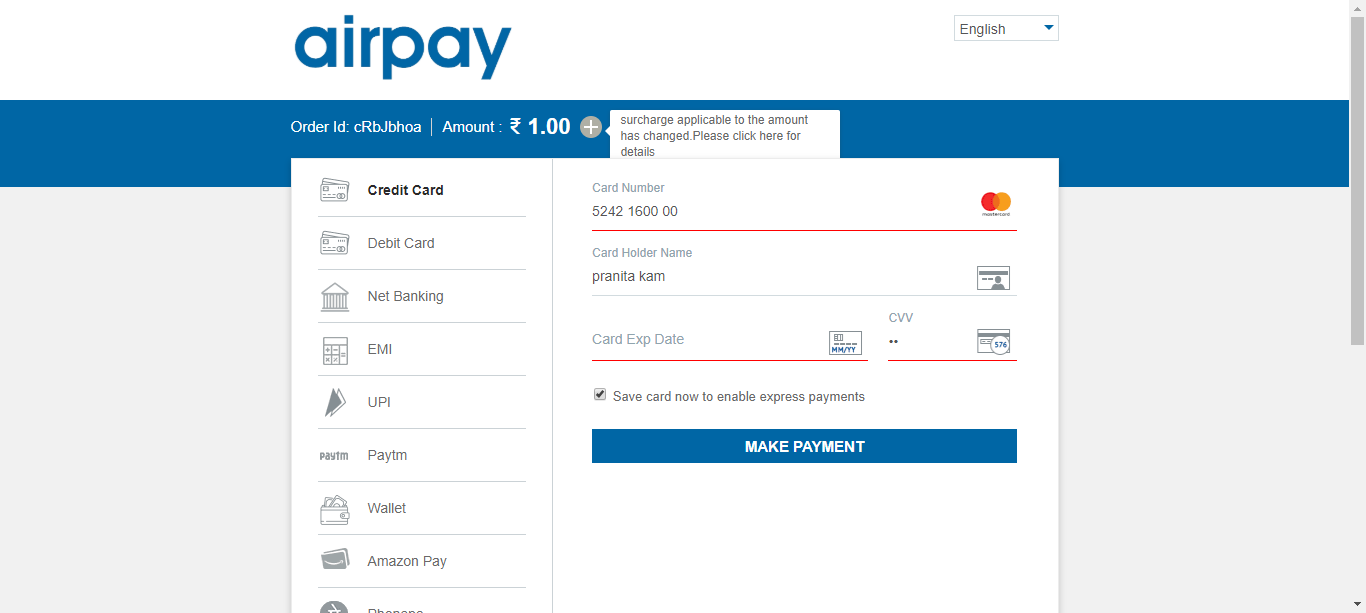 airpay
English
Order Id: cRbJbhoa Amount : ₹ 1.00
surcharge applicable to the amount
has changed.Please click here for
details
Credit Card
Debit Card
Net Banking
EMI
UPI
paytm Paytm
Wallet
Amazon Pay
Card Number
5242 1600 00
mastercard
Card Holder Name
pranita kam
Card Exp Date
MM/YY
CVV
••
576
Save card now to enable express payments
MAKE PAYMENT